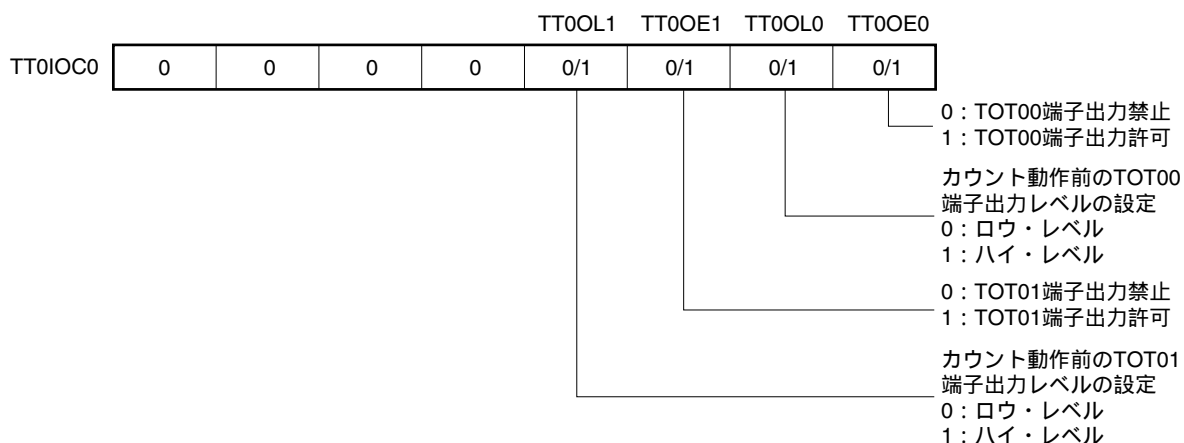 TT0OL1 TT0OE1 TT0OL0 TT0OE0
TT0IOC0 0 0 0 0 0/1 0/1 0/1 0/1
0：TOT00端子出力禁止
1：TOT00端子出力許可
カウント動作前のTOT00
端子出力レベルの設定
0：ロウ・レベル
1：ハイ・レベル
0：TOT01端子出力禁止
1：TOT01端子出力許可
カウント動作前のTOT01
端子出力レベルの設定
0：ロウ・レベル
1：ハイ・レベル